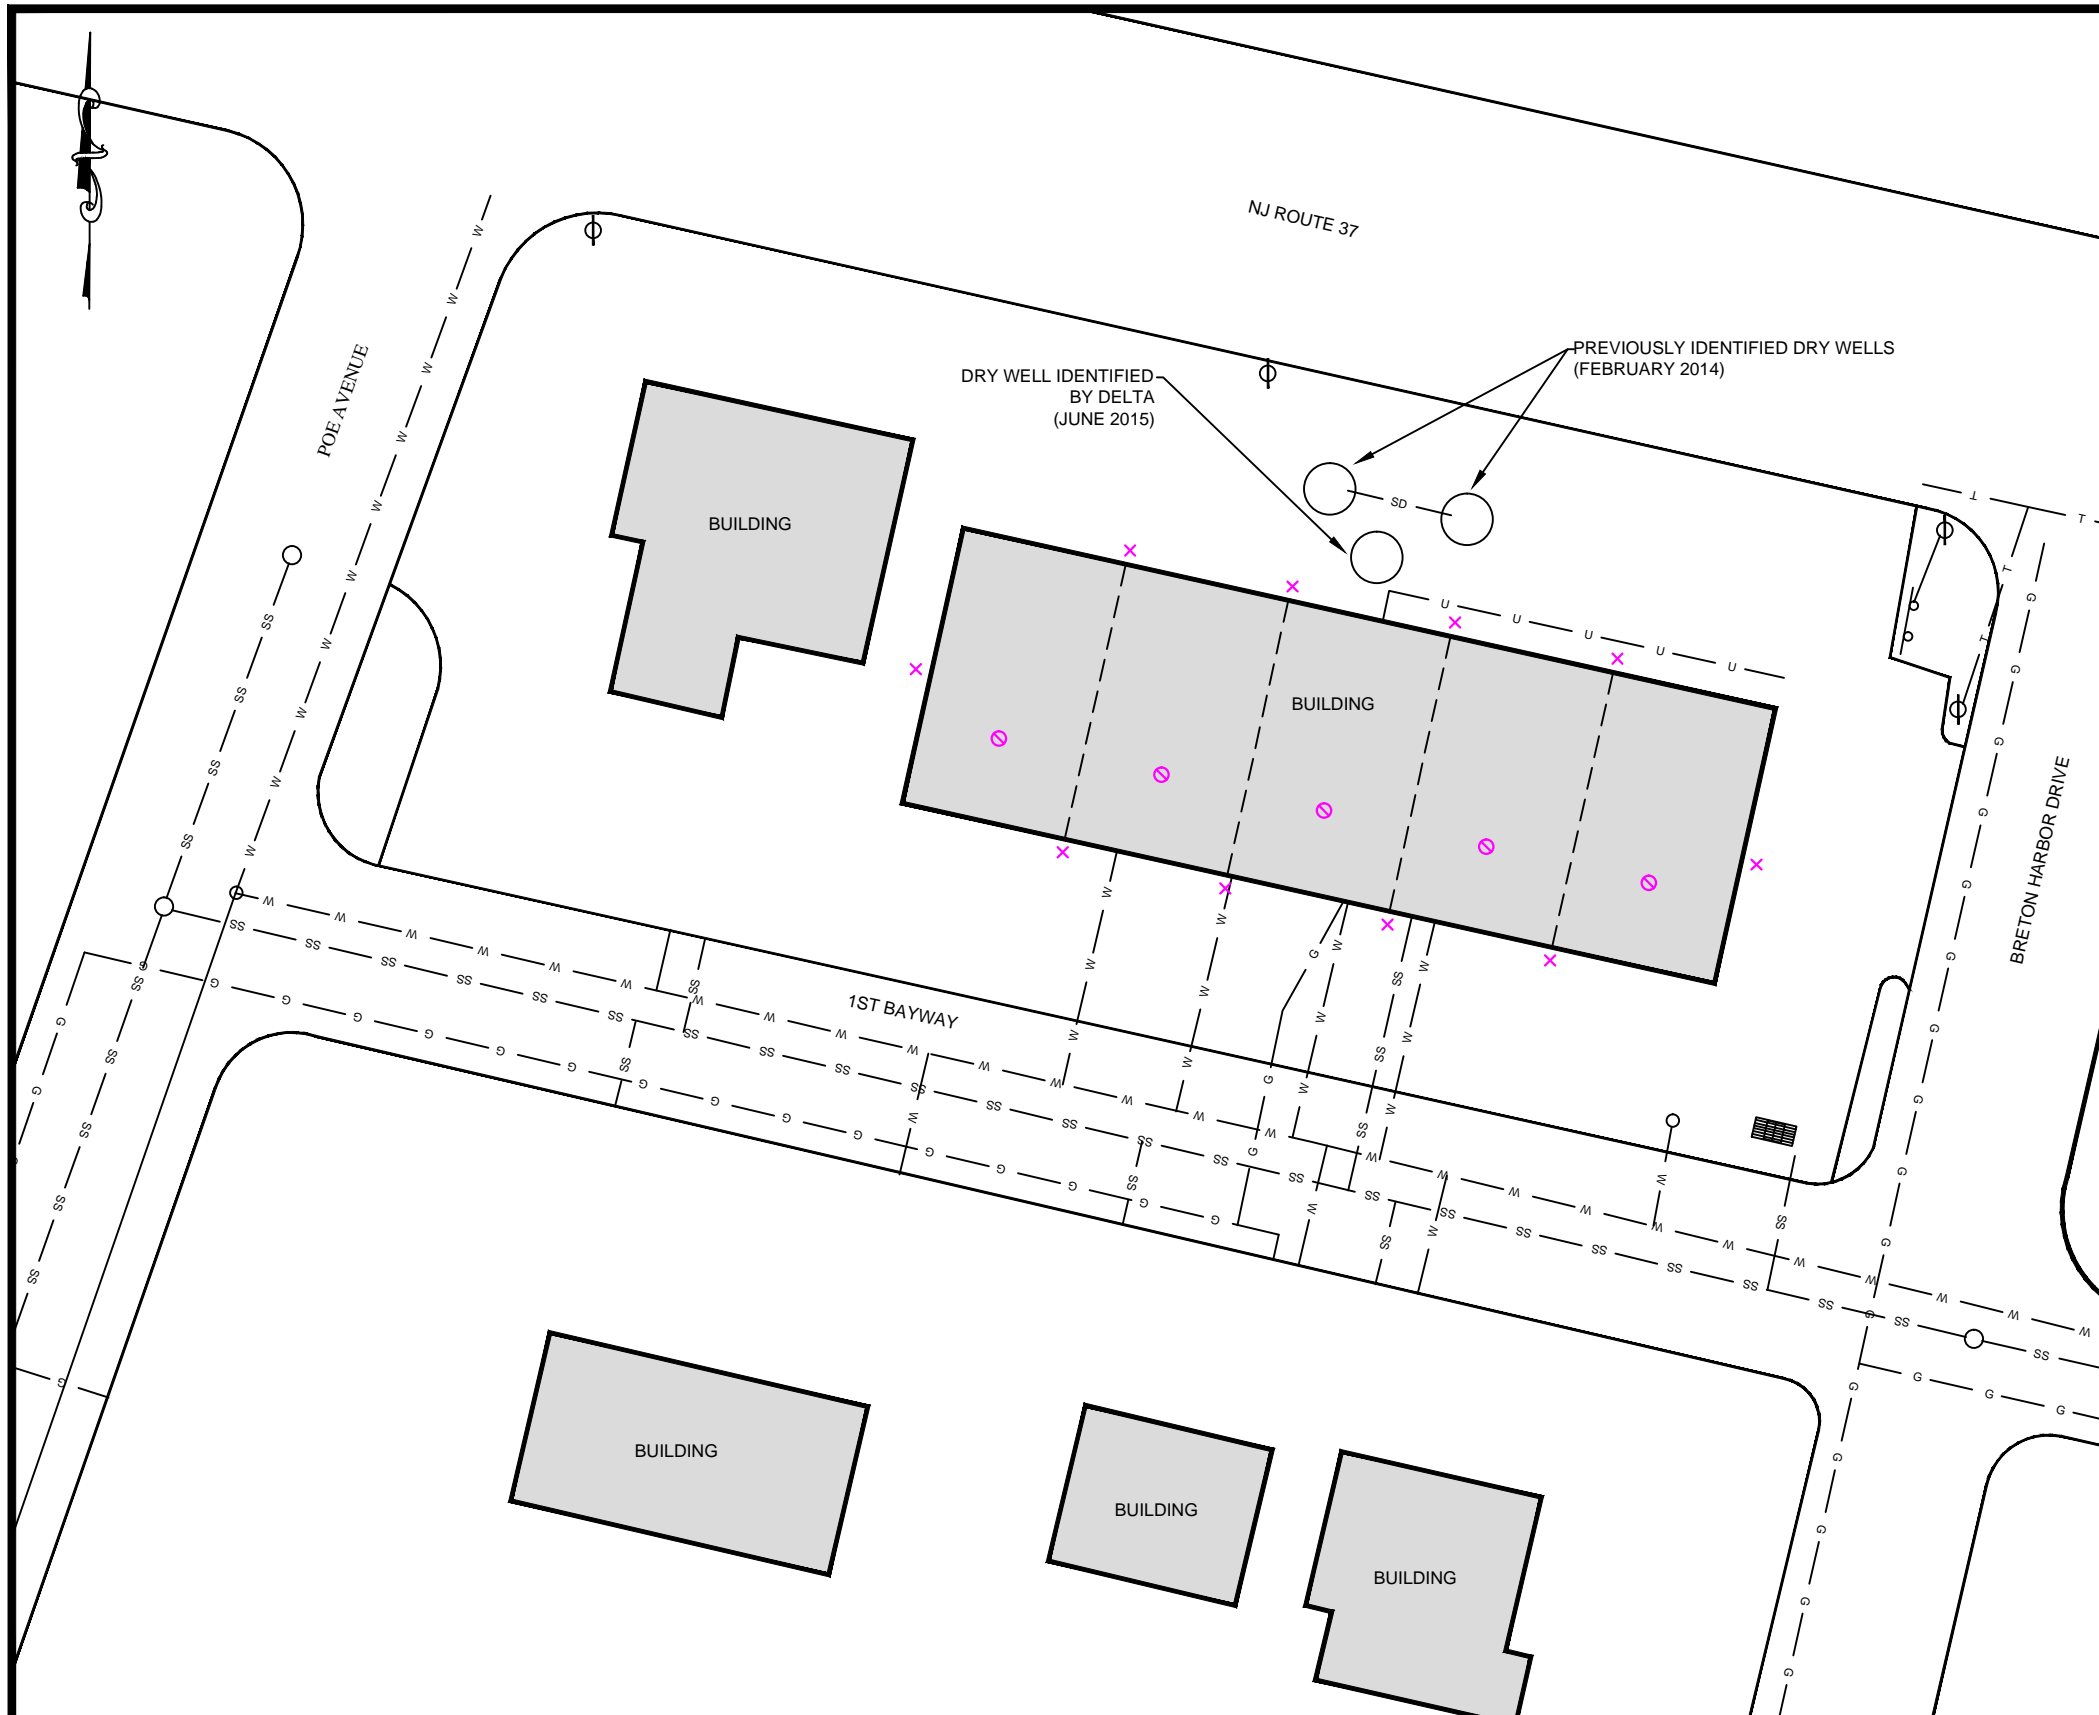 NJ ROUTE 37
POE AVENUE
PREVIOUSLY IDENTIFIED DRY WELLS
(FEBRUARY 2014)
DRY WELL IDENTIFIED
BY DELTA
(JUNE 2015)
SD
BUILDING
BUILDING
U U U U U
BRETON HARBOR DRIVE
1ST BAYWAY
BUILDING
BUILDING
BUILDING